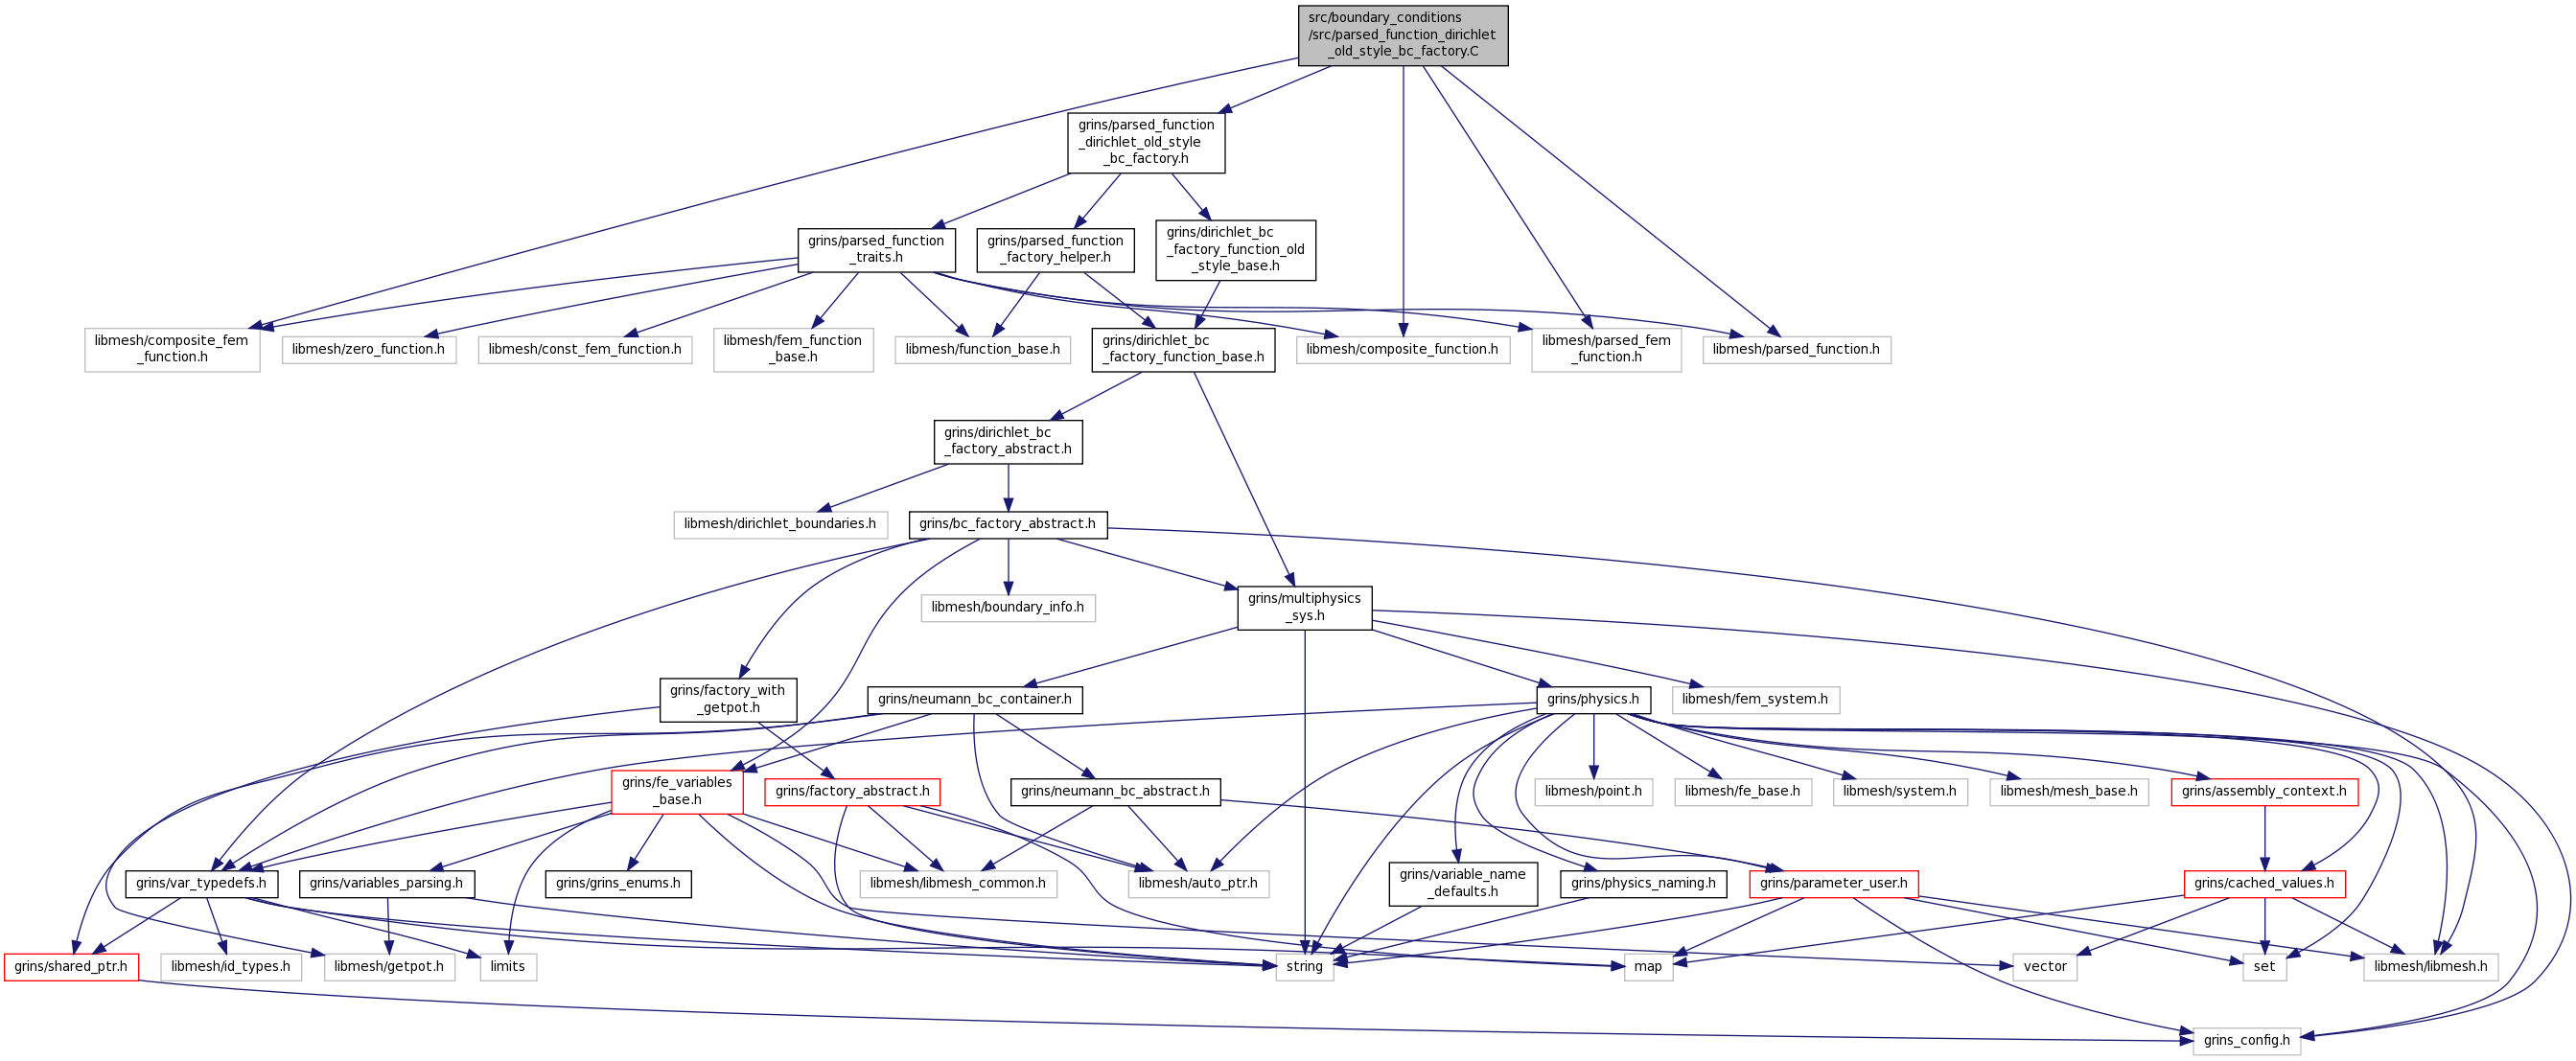 src/boundary_conditions
/src/parsed_function_dirichlet
_old_style_bc_factory.C
grins/parsed_function
_dirichlet_old_style
_bc_factory.h
grins/parsed_function
_traits.h
grins/parsed_function
_factory_helper.h
grins/dirichlet_bc
_factory_function_old
_style_base.h
libmesh/composite_fem
_function.h
libmesh/zero_function.h
libmesh/const_fem_function.h
libmesh/fem_function
_base.h
libmesh/function_base.h
grins/dirichlet_bc
_factory_function_base.h
libmesh/composite_function.h
libmesh/parsed_fem
_function.h
libmesh/parsed_function.h
grins/dirichlet_bc
_factory_abstract.h
libmesh/dirichlet_boundaries.h
grins/bc_factory_abstract.h
libmesh/boundary_info.h
grins/multiphysics
_sys.h
grins/factory_with
_getpot.h
grins/neumann_bc_container.h
grins/physics.h
libmesh/fem_system.h
grins/fe_variables
_base.h
grins/factory_abstract.h
grins/neumann_bc_abstract.h
libmesh/point.h
libmesh/fe_base.h
libmesh/system.h
libmesh/mesh_base.h
grins/assembly_context.h
grins/var_typedefs.h
grins/variables_parsing.h
grins/grins_enums.h
libmesh/libmesh_common.h
libmesh/auto_ptr.h
grins/variable_name
_defaults.h
grins/physics_naming.h
grins/parameter_user.h
grins/cached_values.h
grins/shared_ptr.h
libmesh/id_types.h
libmesh/getpot.h
limits
string
map
vector
set
libmesh/libmesh.h
grins_config.h